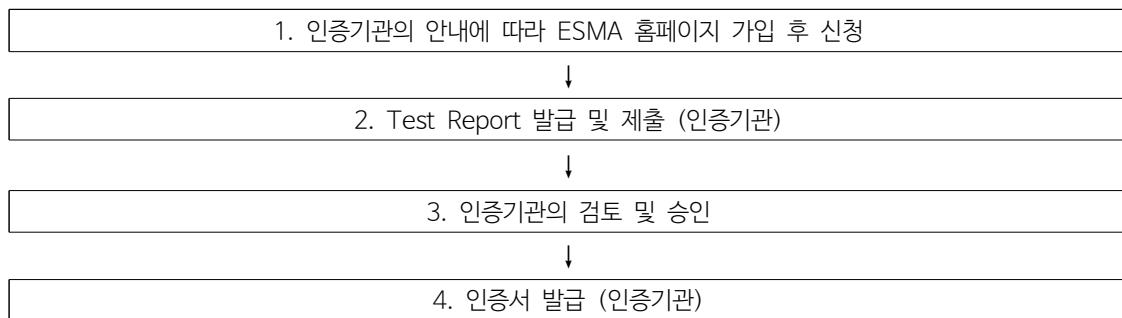 1. 인증기관의 안내에 따라 ESMA 홈페이지 가입 후 신청
↓
2. Test Report 발급 및 제출 (인증기관)
↓
3. 인증기관의 검토 및 승인
↓
4. 인증서 발급 (인증기관)